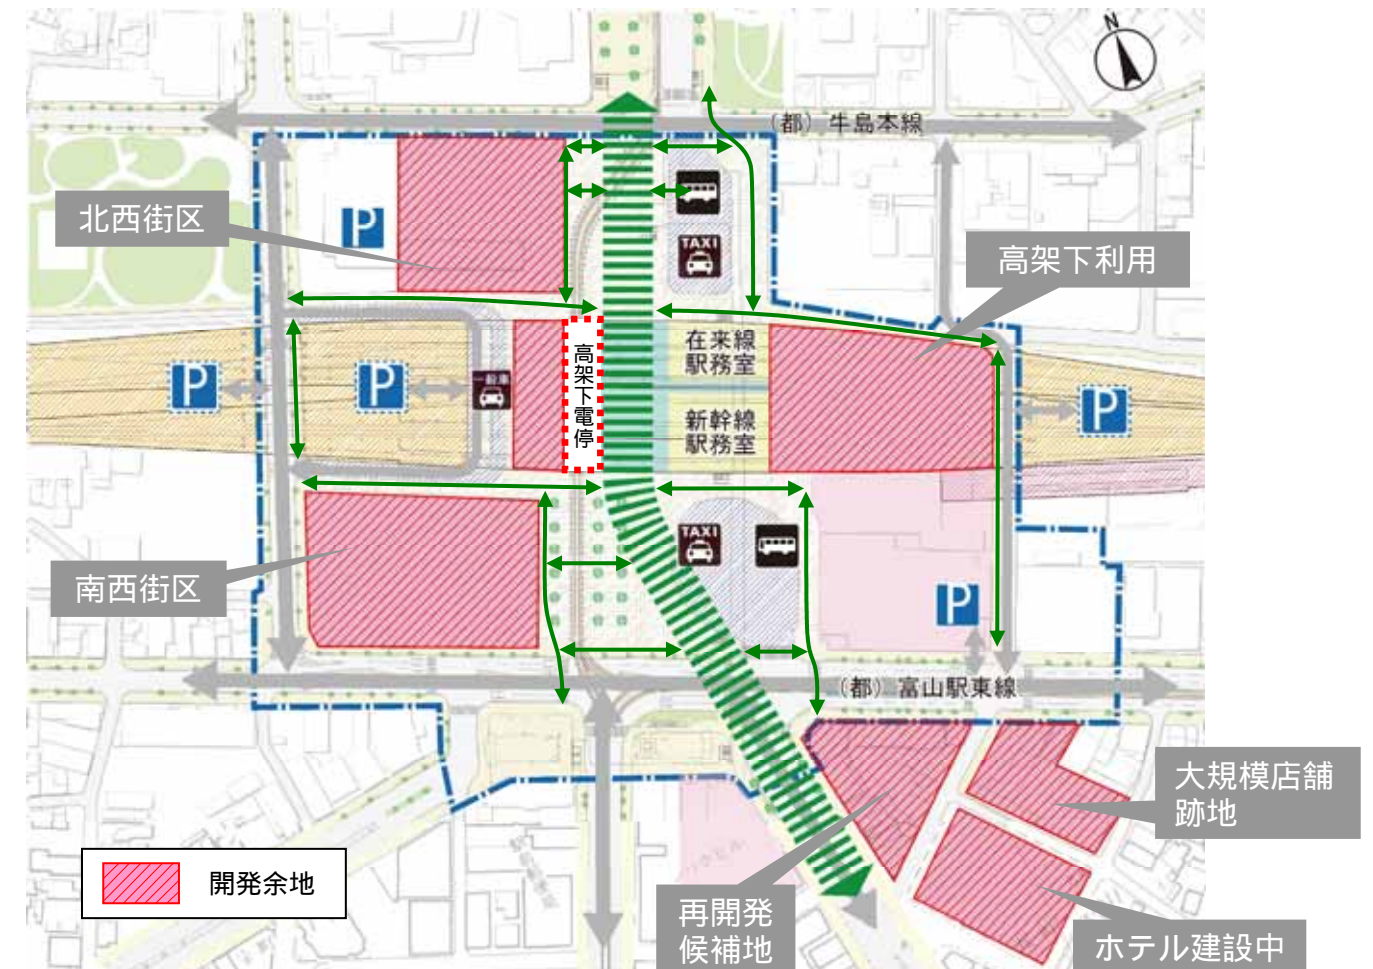 N
(都) 牛島本線
北西街区
P
TAXI
高架下利用
高架下電停
在来線
駅務室
P
P
一般車
P
新幹線
駅務室
南西街区
TAXI
P
(都) 富山駅東線
大規模店舗
跡地
開発余地
再開発
候補地
ホテル建設中